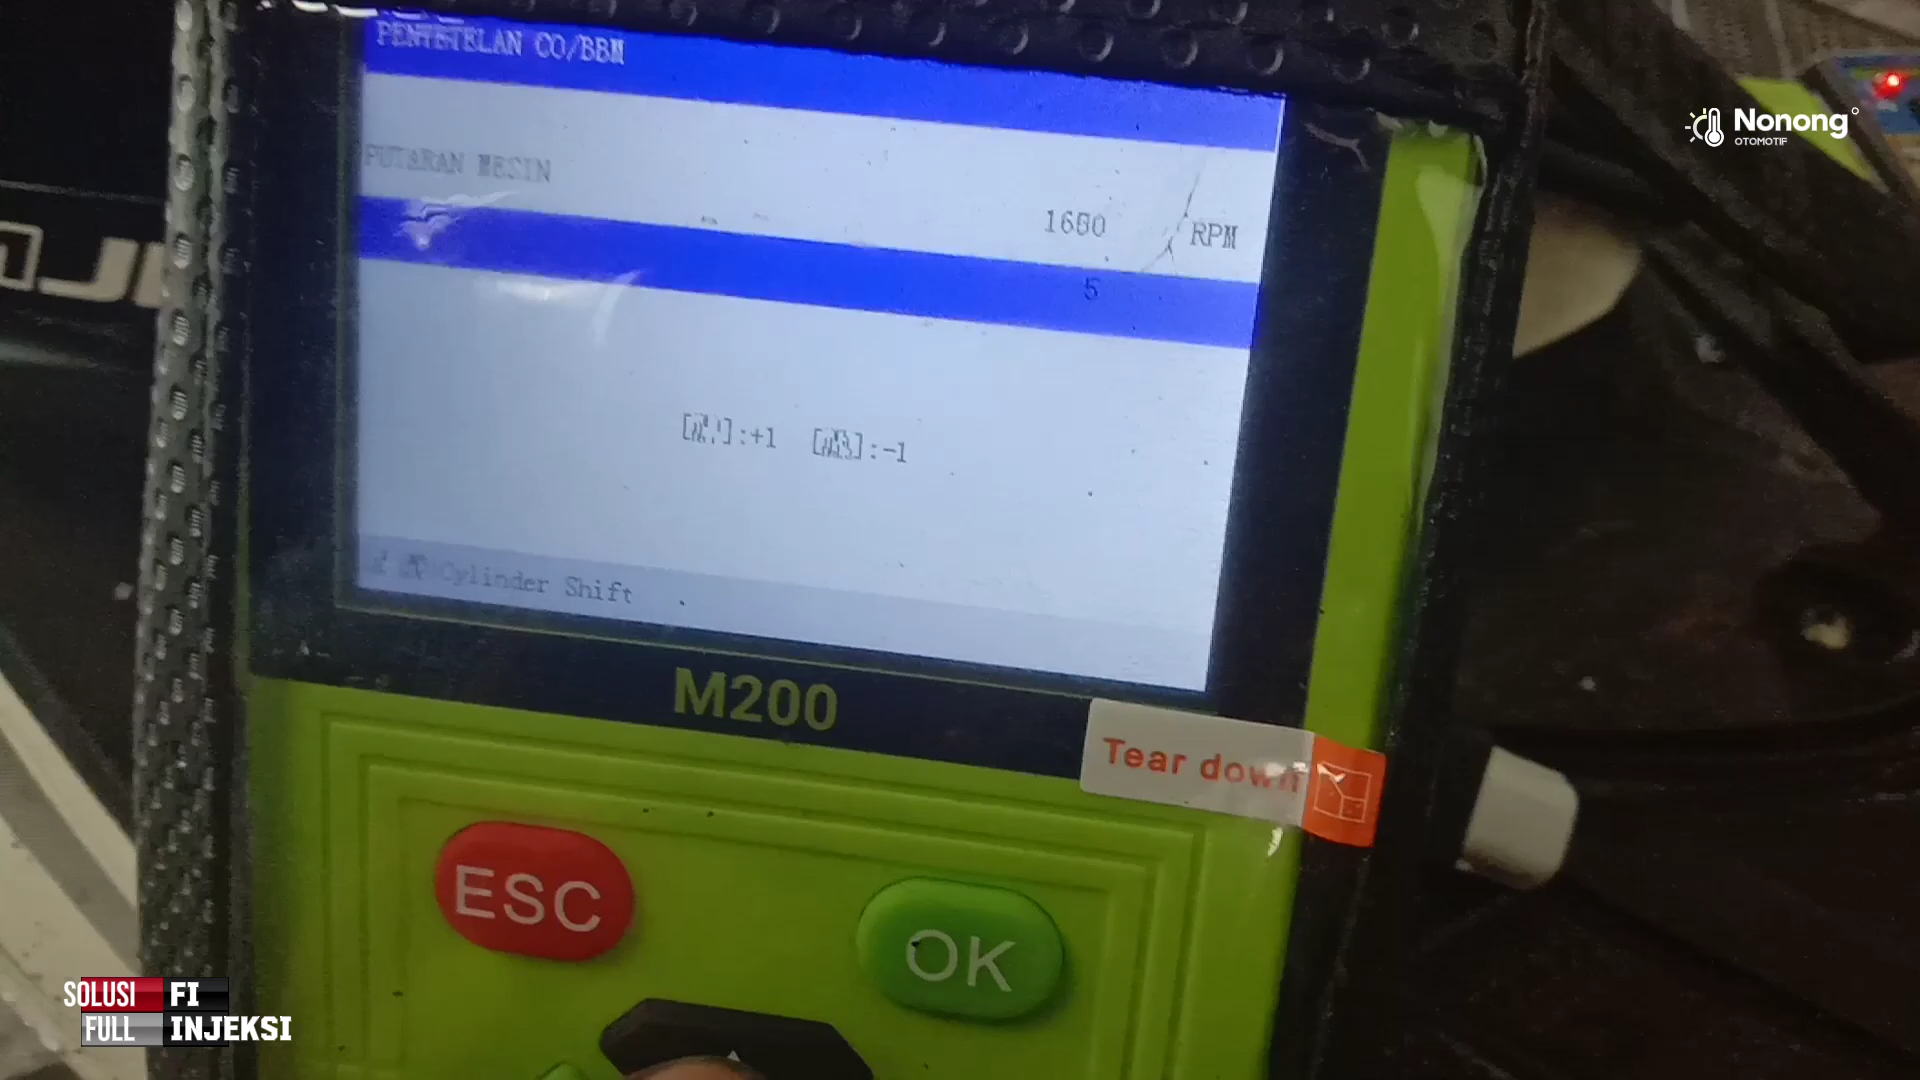 PENYETELAN CO/BBM
PUTARAN MESIN
1650 RPM
5
:+1 :-1
Cylinder Shift
M200
Tear down
ESC
OK
Nonong
OTOMOTIF
SOLUSI FI
FULL INJEKSI